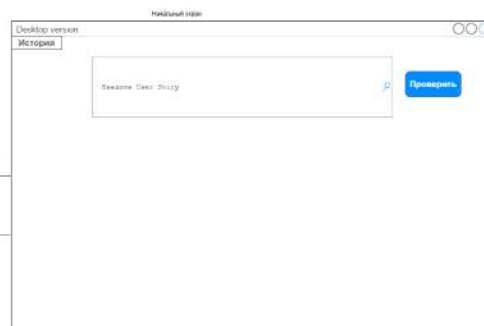 Начальный экран
Desktop version
История
Введите User Story
Проверить